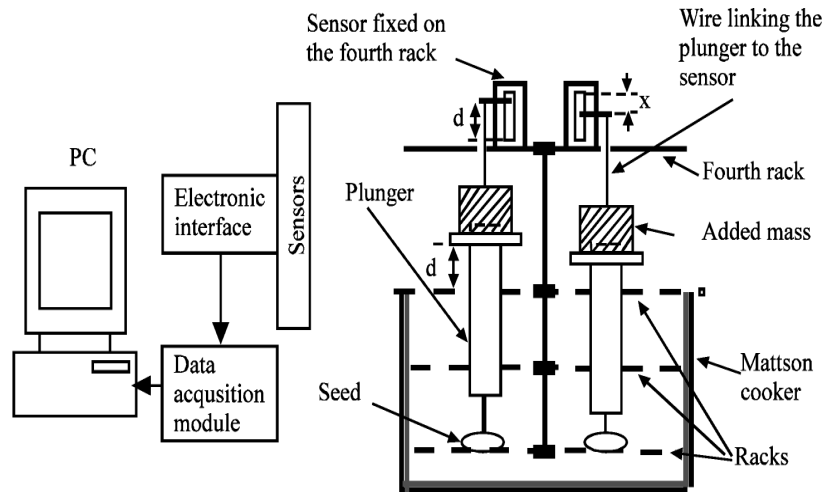 Sensor fixed on
the fourth rack
Wire linking the
plunger to the
sensor
x
d
PC
Fourth rack
Electronic
interface
Sensors
Plunger
Added mass
d
Data
acqusition
module
Mattson
cooker
Seed
Racks